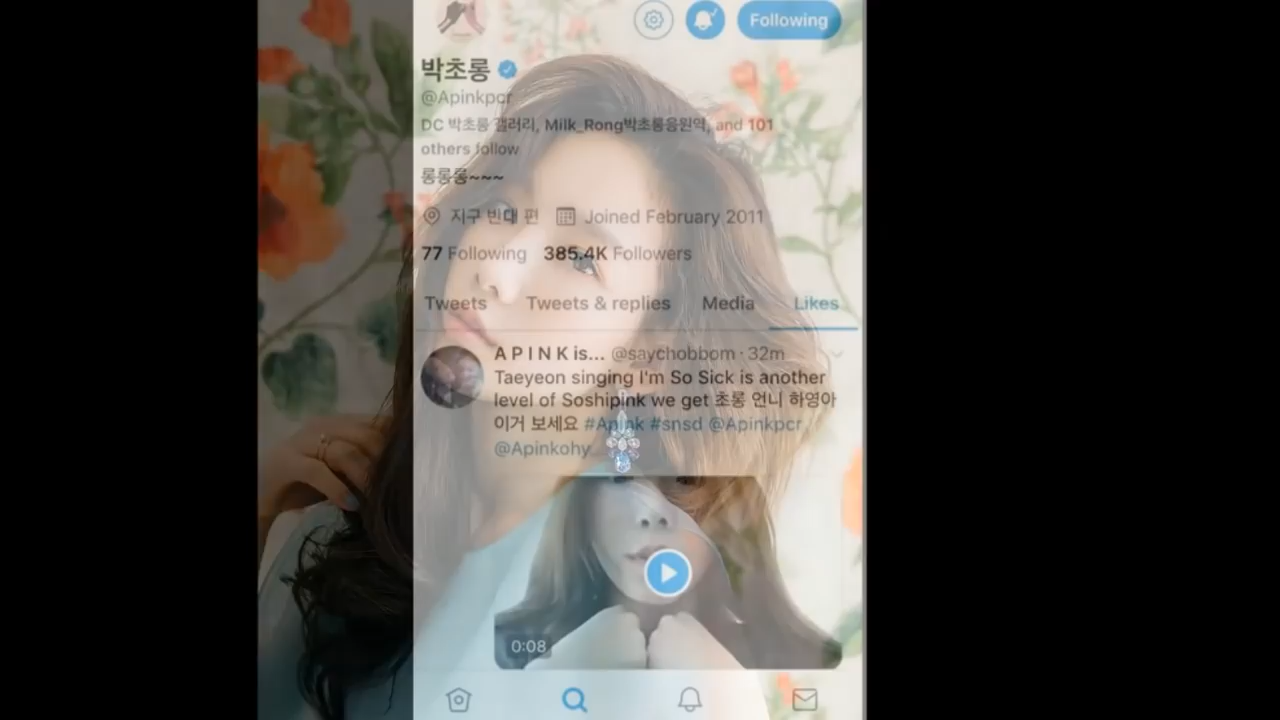 Following
박초롱
@Apinkpcr
DC 박초롱 갤러리, Milk_Rong박초롱응원약, and 101
others follow
롱롱롱~~~
지구 반대 편 Joined February 2011
77 Following 385.4K Followers
Tweets Tweets & replies Media Likes
A P I N K is... @saychobbom · 32m
Taeyeon singing I'm So Sick is another
level of Soshipink we get 초롱 언니 하영아
이거 보세요 #Apink #snsd @Apinkpcr
@Apinkohy
0:08